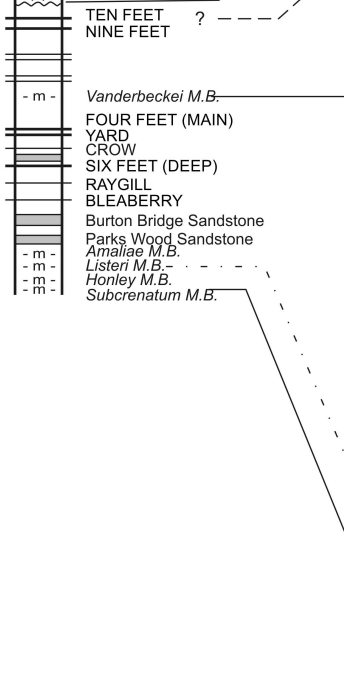 TEN FEET ?
NINE FEET
- m - Vanderbeckei M.B.
FOUR FEET (MAIN)
YARD
CROW
SIX FEET (DEEP)
RAYGILL
BLEABERRY
Burton Bridge Sandstone
Parks Wood Sandstone
- m - Amaliae M.B.
- m - Listeri M.B.
- m - Honley M.B.
- m - Subcrenatum M.B.